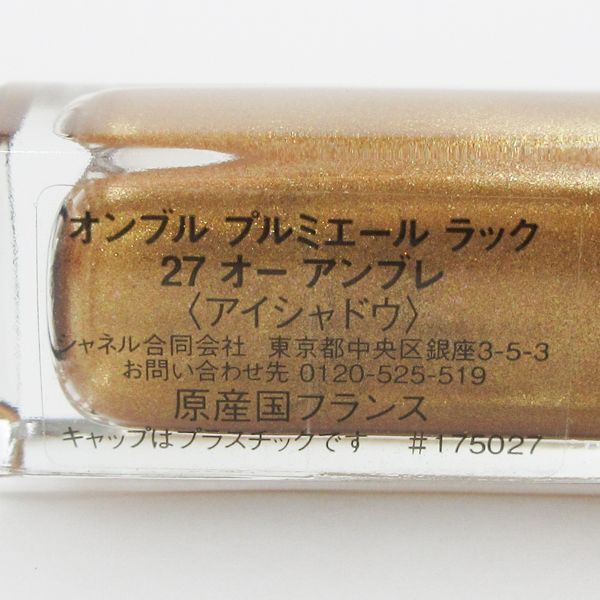 オンブル プルミエール ラック
27 オー アンブレ
〈アイシャドウ〉
シャネル合同会社 東京都中央区銀座3-5-3
お問い合わせ先 0120-525-519
原産国フランス
キャップはプラスチックです #175027